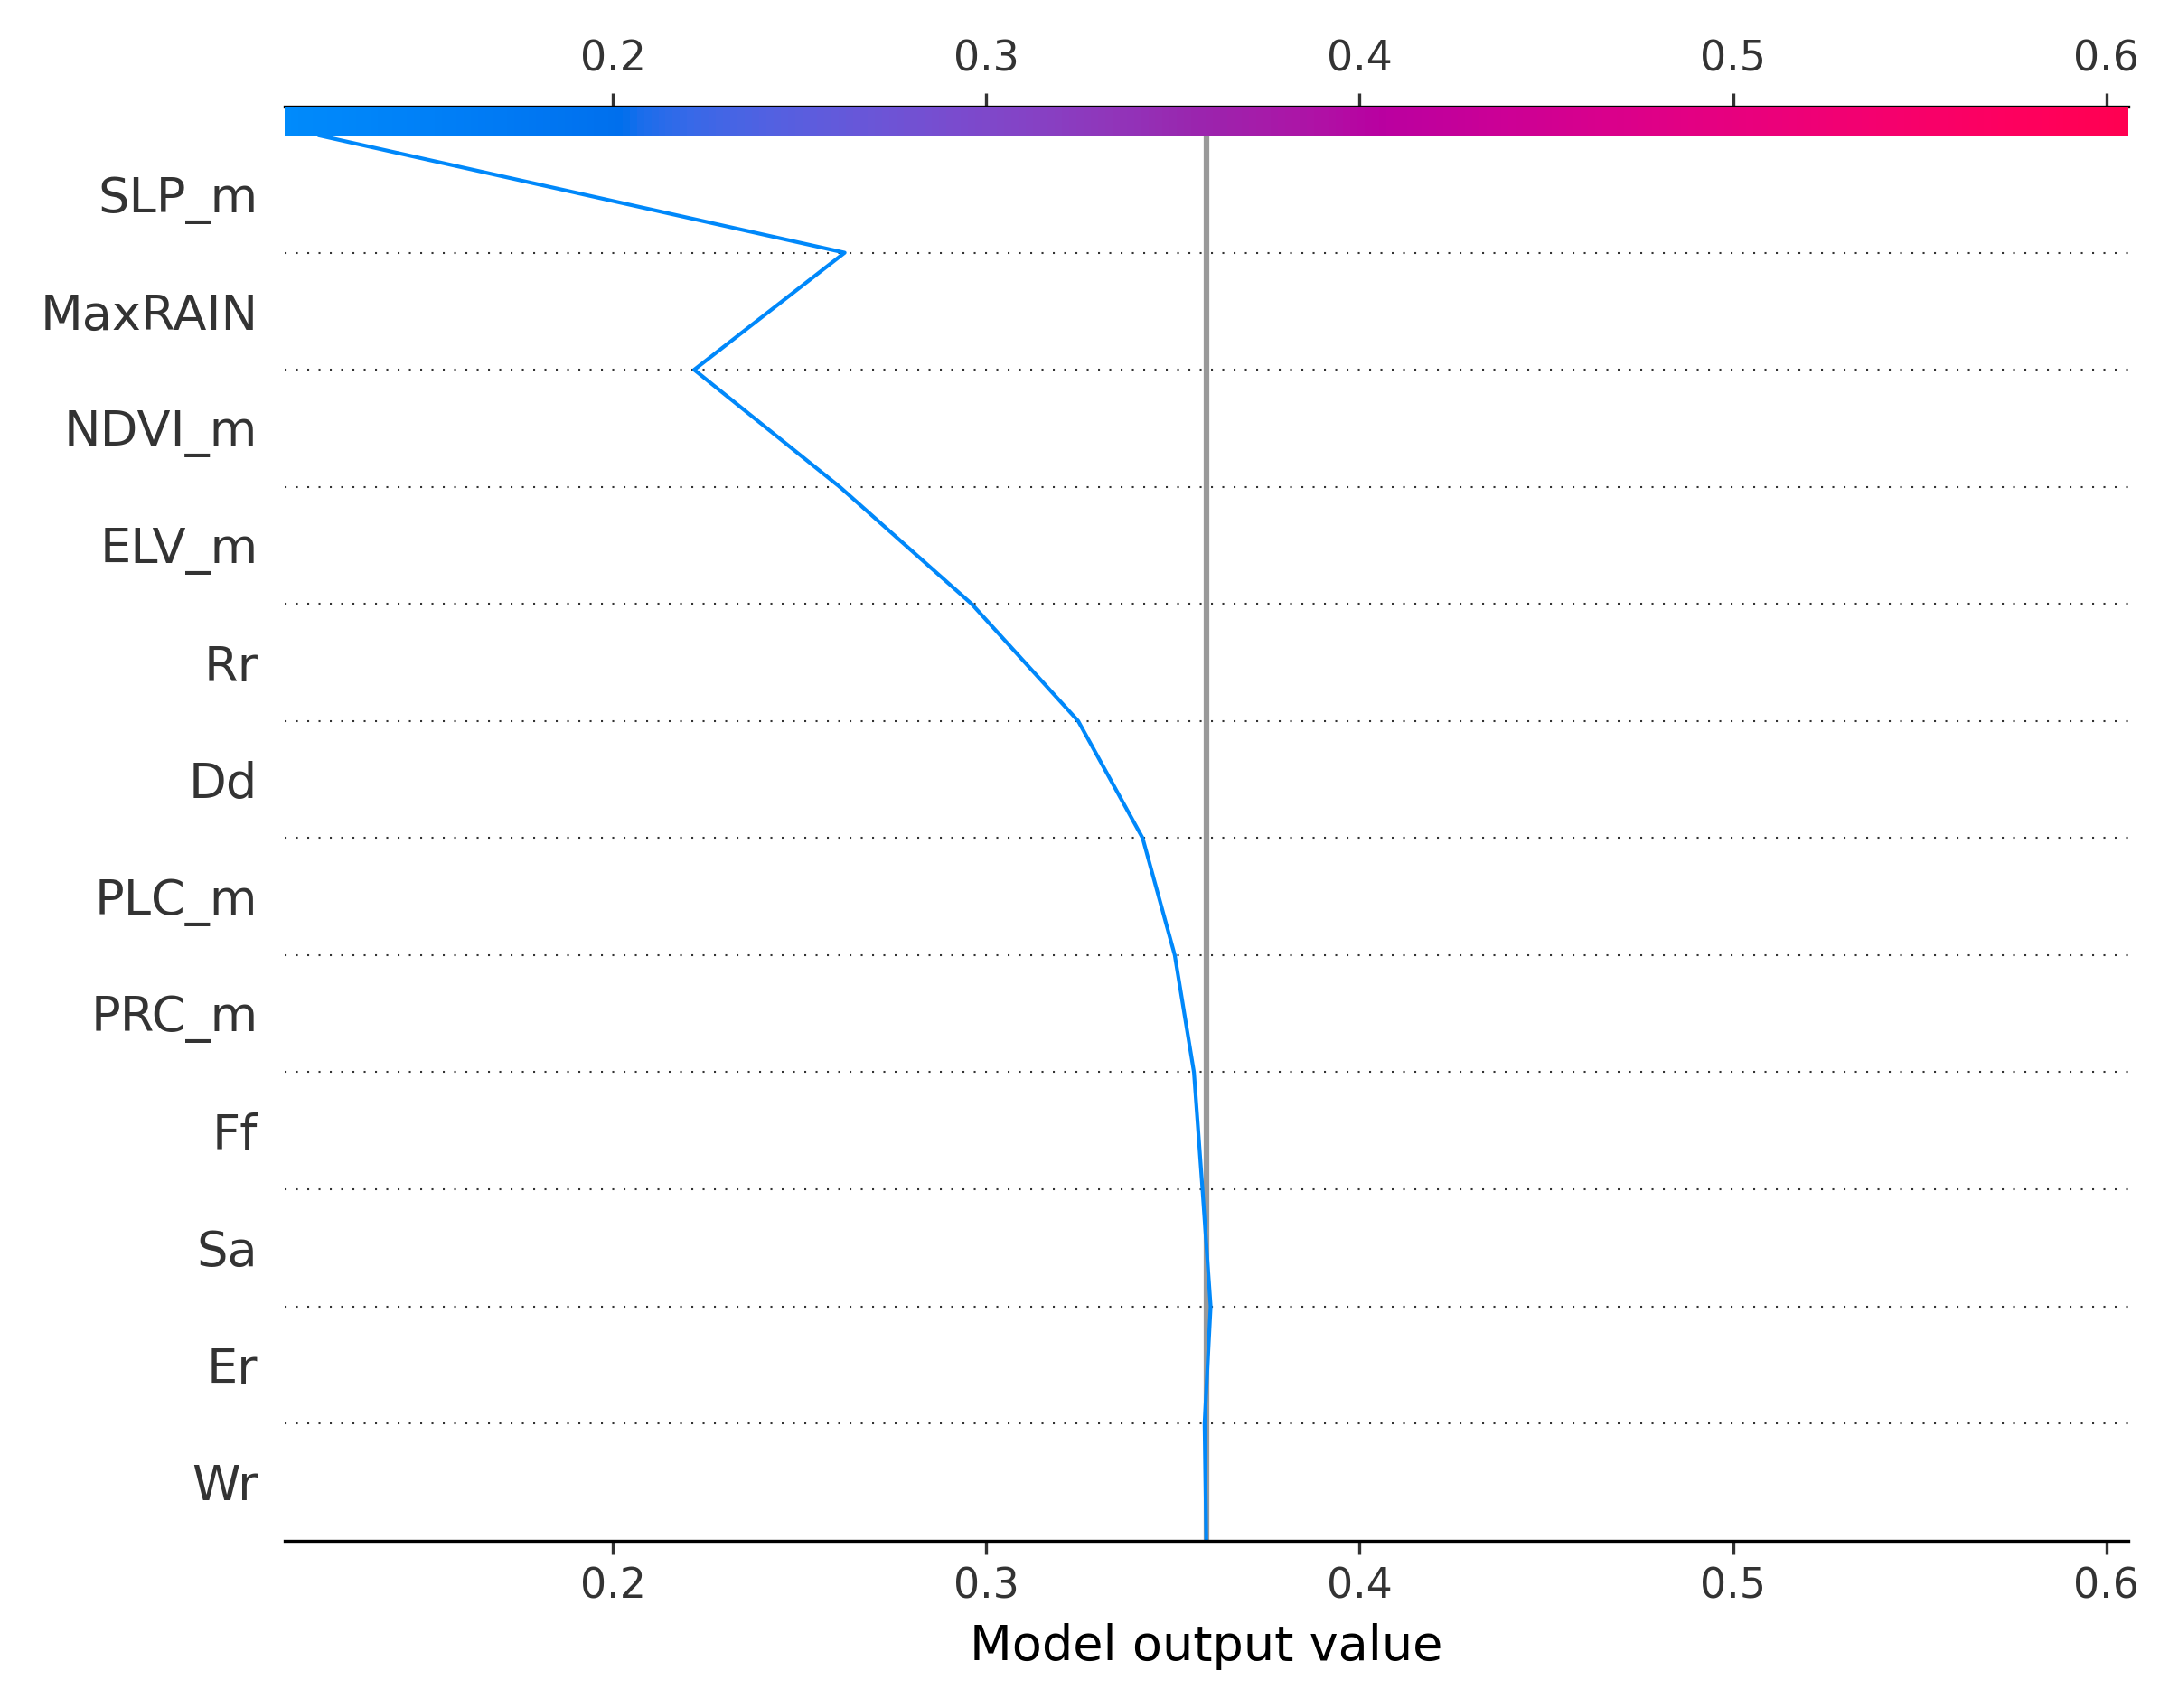 0.2 0.3 0.4 0.5 0.6
SLP_m
MaxRAIN
NDVI_m
ELV_m
Rr
Dd
PLC_m
PRC_m
Ff
Sa
Er
Wr
0.2 0.3 0.4 0.5 0.6
Model output value